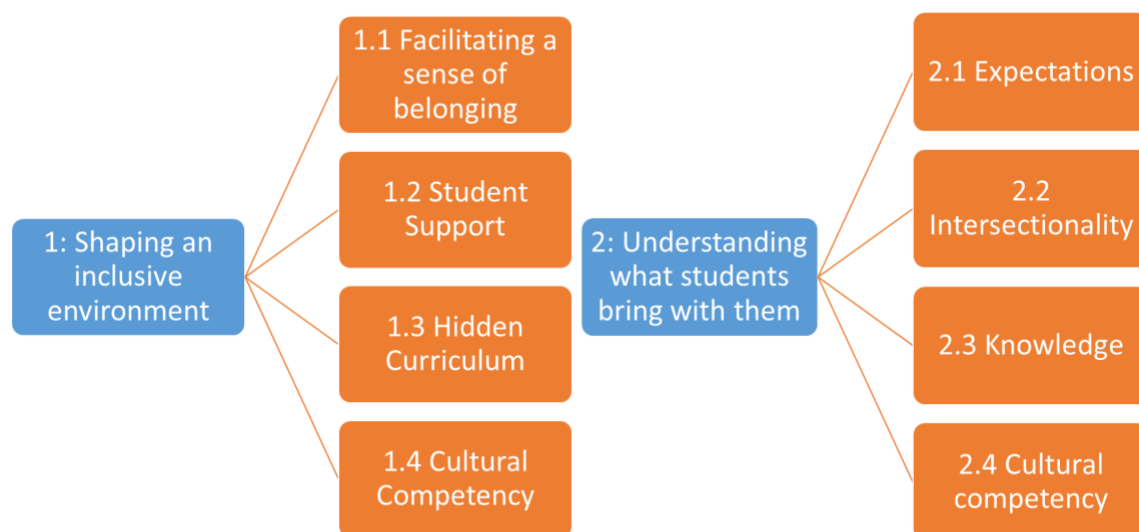 1: Shaping an
inclusive
environment
1.1 Facilitating a
sense of
belonging
1.2 Student
Support
1.3 Hidden
Curriculum
1.4 Cultural
Competency
2: Understanding
what students
bring with them
2.1 Expectations
2.2
Intersectionality
2.3 Knowledge
2.4 Cultural
competency